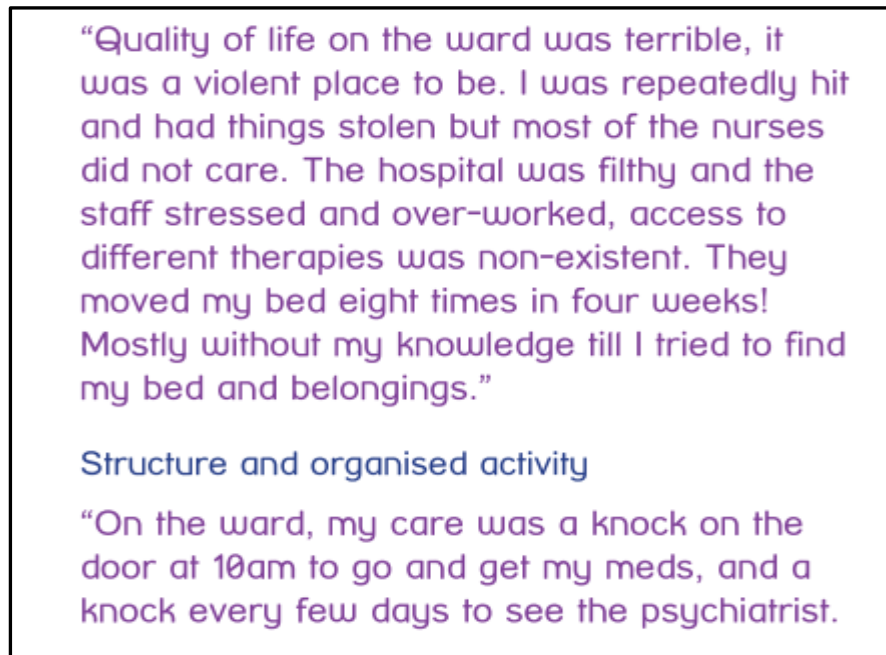 “Quality of life on the ward was terrible, it
was a violent place to be. I was repeatedly hit
and had things stolen but most of the nurses
did not care. The hospital was filthy and the
staff stressed and over-worked, access to
different therapies was non-existent. They
moved my bed eight times in four weeks!
Mostly without my knowledge till I tried to find
my bed and belongings.”
Structure and organised activity
“On the ward, my care was a knock on the
door at 10am to go and get my meds, and a
knock every few days to see the psychiatrist.